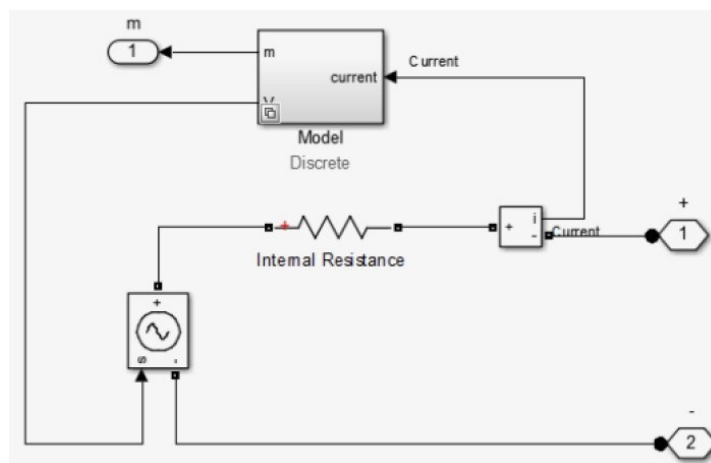 m
1
m
current
Current
V
Model
Discrete
+
+
Internal Resistance
+
i
-
Current
1
+
s
-
-
2